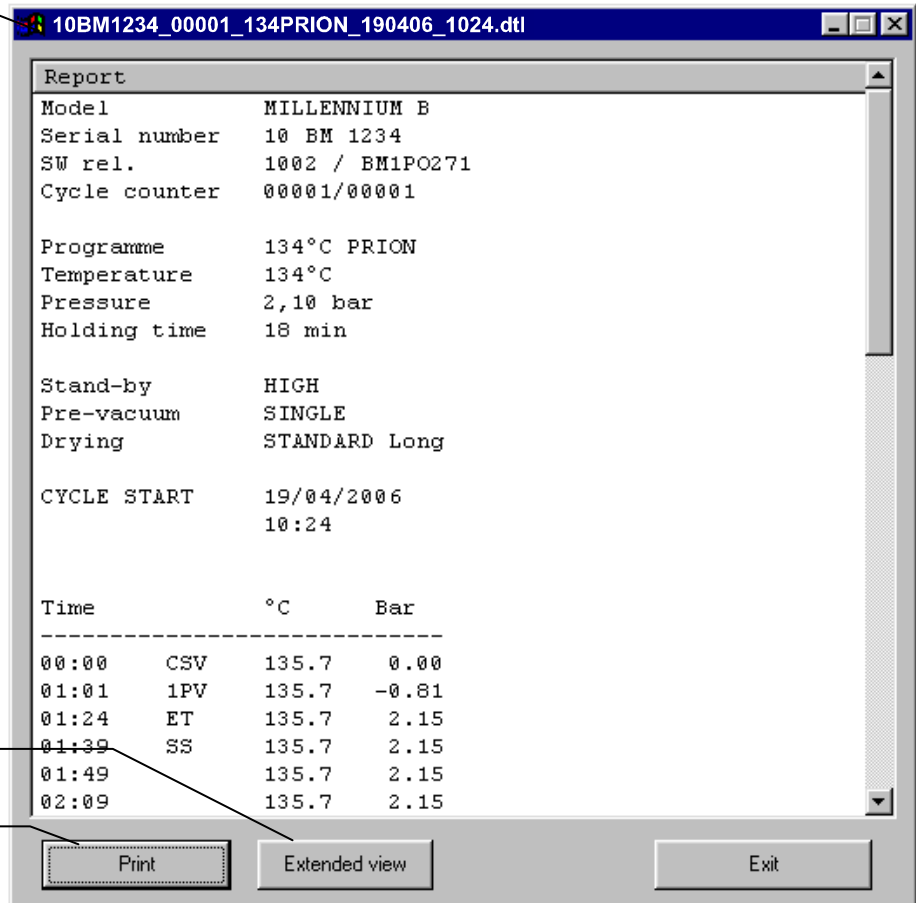 10BM1234_00001_134PRION_190406_1024.dtl
Report
Model MILLENNIUM B
Serial number 10 BM 1234
SW rel. 1002 / BM1PO271
Cycle counter 00001/00001
Programme 134°C PRION
Temperature 134°C
Pressure 2,10 bar
Holding time 18 min
Stand-by HIGH
Pre-vacuum SINGLE
Drying STANDARD Long
CYCLE START 19/04/2006
10:24
Time °C Bar
-----------------------------
00:00 CSV 135.7 0.00
01:01 1PV 135.7 -0.81
01:24 ET 135.7 2.15
01:39 SS 135.7 2.15
01:49 135.7 2.15
02:09 135.7 2.15
Print Extended view Exit